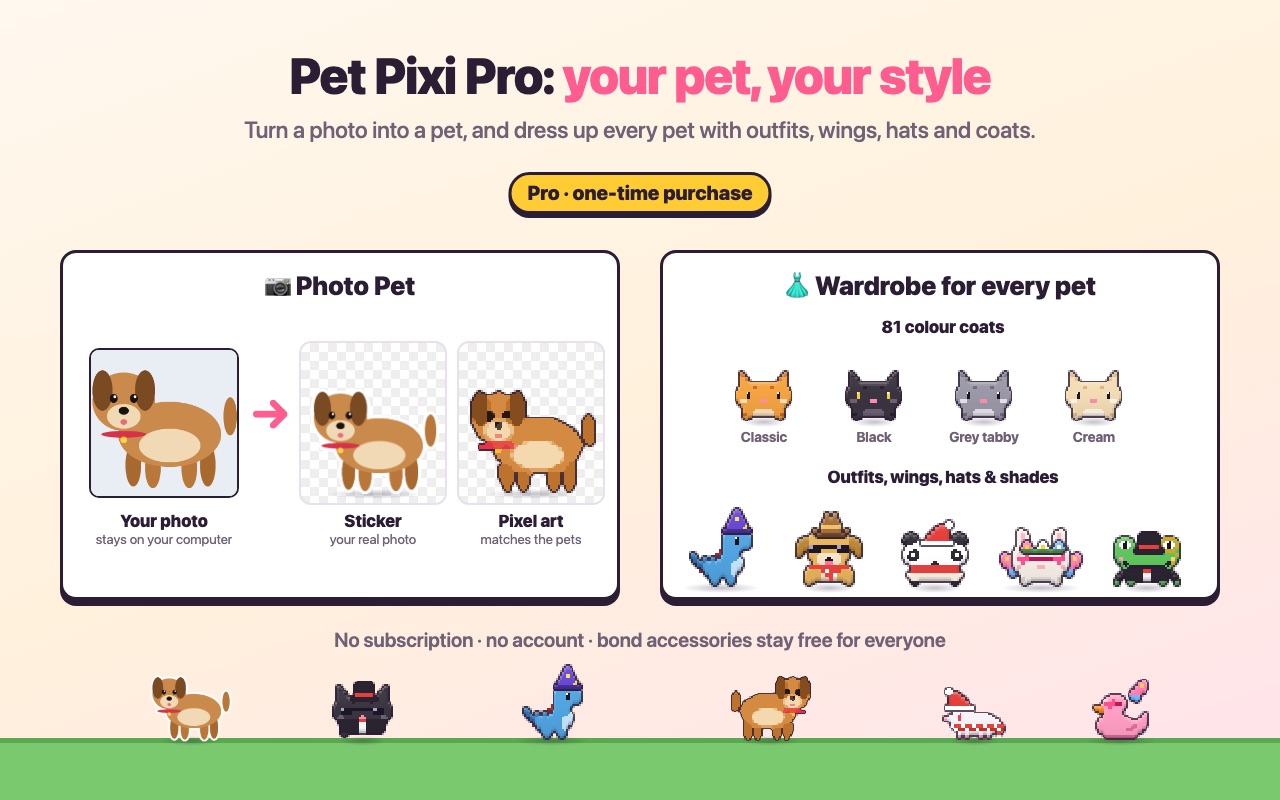 Pet Pixi Pro: your pet, your style
Turn a photo into a pet, and dress up every pet with outfits, wings, hats and coats.
Pro · one-time purchase
📷 Photo Pet
Your photo
stays on your computer
Sticker
your real photo
Pixel art
matches the pets
👗 Wardrobe for every pet
81 colour coats
Classic
Black
Grey tabby
Cream
Outfits, wings, hats & shades
No subscription · no account · bond accessories stay free for everyone